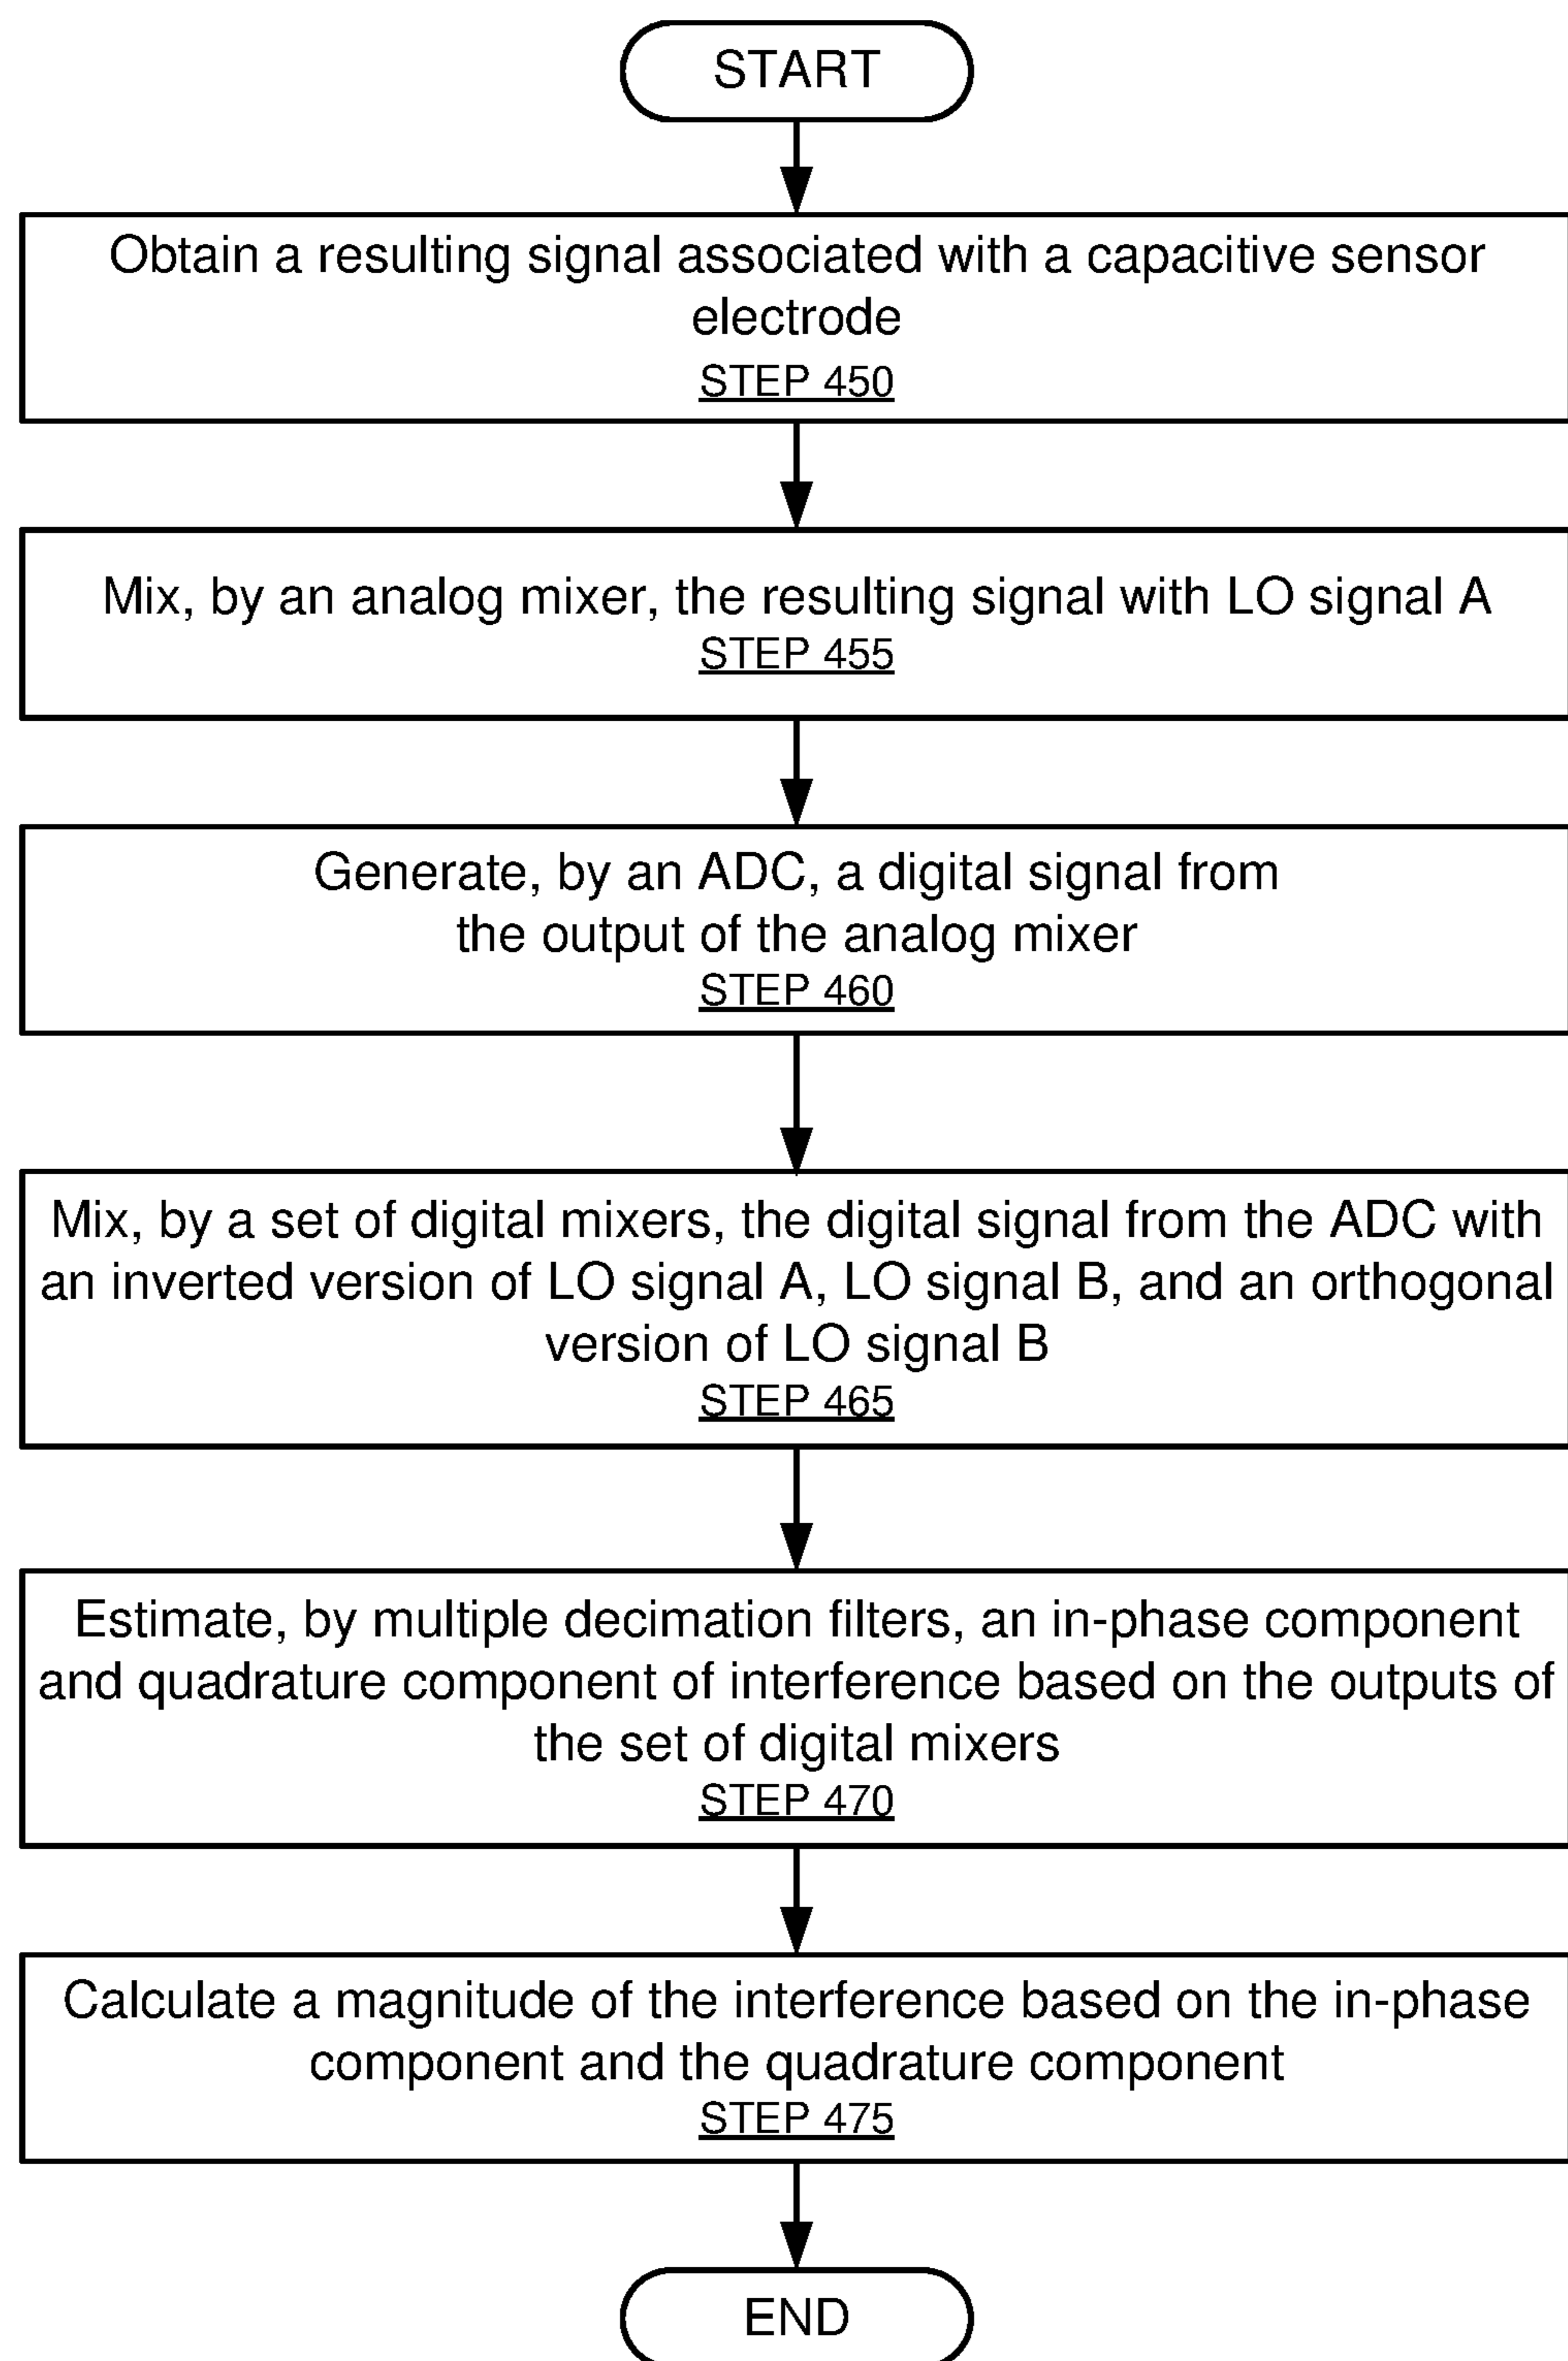 START
Obtain a resulting signal associated with a capacitive sensor
electrode
STEP 450
Mix, by an analog mixer, the resulting signal with LO signal A
STEP 455
Generate, by an ADC, a digital signal from
the output of the analog mixer
STEP 460
Mix, by a set of digital mixers, the digital signal from the ADC with
an inverted version of LO signal A, LO signal B, and an orthogonal
version of LO signal B
STEP 465
Estimate, by multiple decimation filters, an in-phase component
and quadrature component of interference based on the outputs of
the set of digital mixers
STEP 470
Calculate a magnitude of the interference based on the in-phase
component and the quadrature component
STEP 475
END